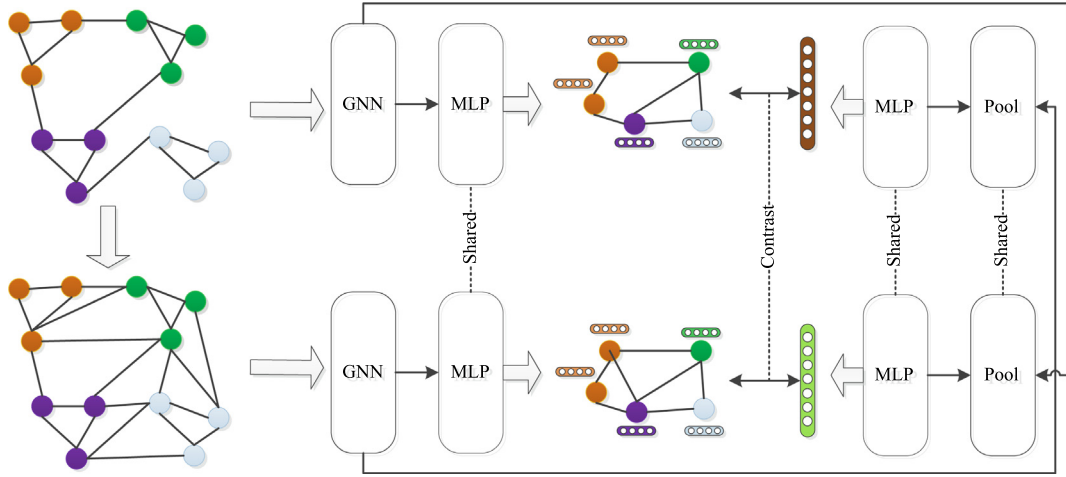 GNN
MLP
MLP
Pool
Shared
Contrast
Shared
Shared
GNN
MLP
MLP
Pool